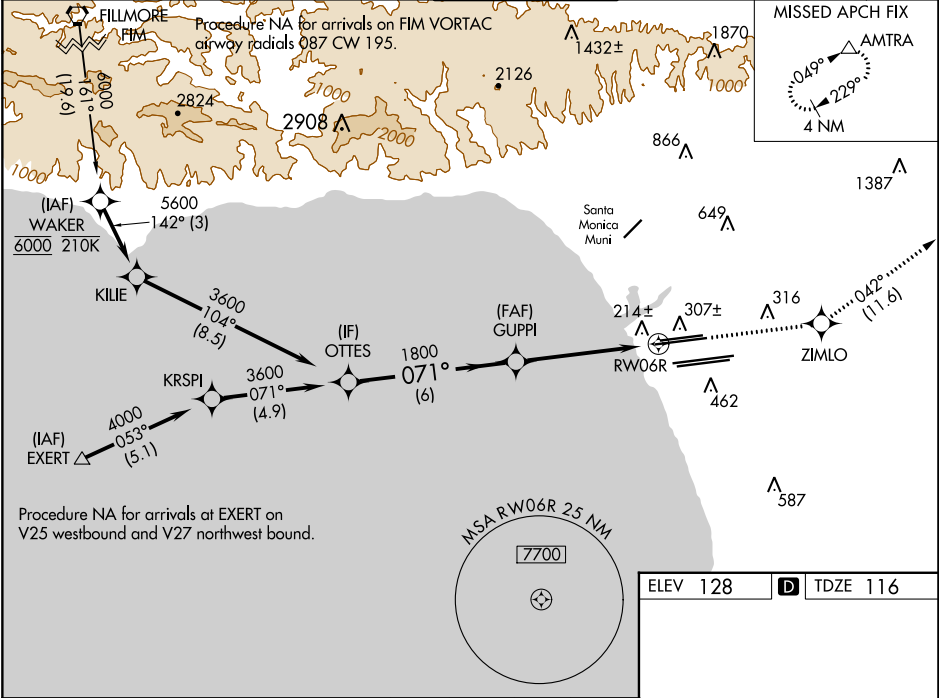 FILLMORE
FIM
Procedure NA for arrivals on FIM VORTAC
airway radials 087 CW 195.
6000
161°
(19.6)
1432±
1870
2126
1000
1000
2824
2908
2000
1000
MISSED APCH FIX
AMTRA
049°
229°
4 NM
866
1387
649
(IAF)
WAKER
6000 210K
5600
142° (3)
Santa
Monica
Muni
KILIE
3600
104°
(8.5)
042°
(11.6)
214±
307±
316
(FAF)
GUPPI
(IF)
OTTES
1800
071°
(6)
RW06R
ZIMLO
KRSPI
3600
071°
(4.9)
462
4000
053°
(5.1)
(IAF)
EXERT
587
Procedure NA for arrivals at EXERT on
V25 westbound and V27 northwest bound.
MSA RW06R 25 NM
7700
ELEV 128 D TDZE 116